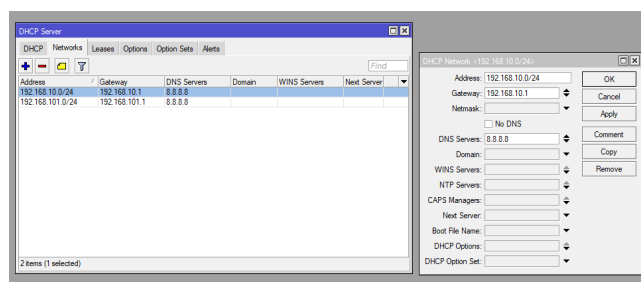 DHCP Server
DHCP Networks Leases Options Option Sets Alerts
Find
Address Gateway DNS Servers Domain WINS Servers Next Server
192.168.10.0/24 192.168.10.1 8.8.8.8
192.168.101.0/24 192.168.101.1 8.8.8.8
2 items (1 selected)
DHCP Network <192.168.10.0/24>
Address: 192.168.10.0/24 OK
Gateway: 192.168.10.1 Cancel
Netmask: Apply
No DNS
DNS Servers: 8.8.8.8 Comment
Domain: Copy
WINS Servers: Remove
NTP Servers:
CAPS Managers:
Next Server:
Boot File Name:
DHCP Options:
DHCP Option Set: